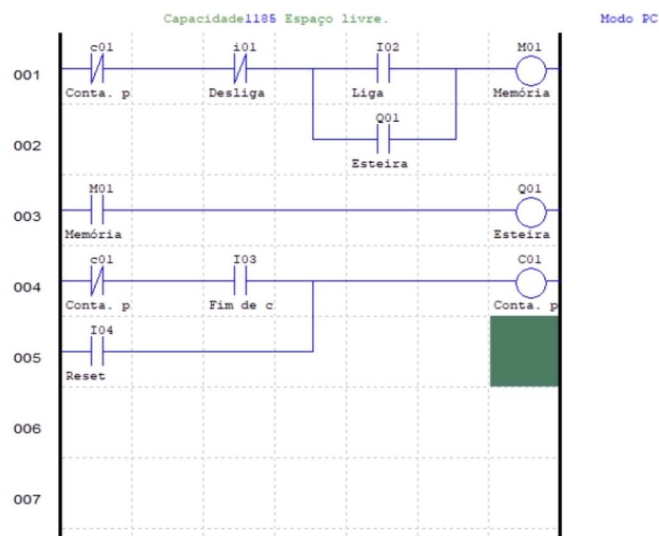 Capacidade1185 Espaço livre. Modo PC
c01 i01 I02 M01
001
Conta. p Desliga Liga Memória
Q01
002
Esteira
M01 Q01
003
Memória Esteira
c01 I03 C01
004
Conta. p Fim de c Conta. p
I04
005
Reset
006
007